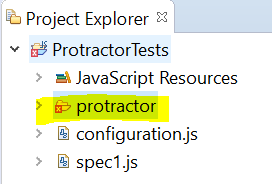 Project Explorer
ProtractorTests
JavaScript Resources
protractor
configuration.js
spec1.js